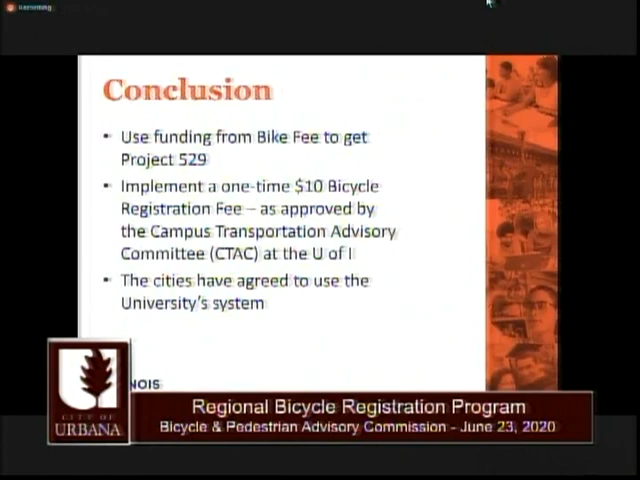 Recording
Conclusion
• Use funding from Bike Fee to get
Project 529
• Implement a one-time $10 Bicycle
Registration Fee – as approved by
the Campus Transportation Advisory
Committee (CTAC) at the U of I
• The cities have agreed to use the
University's system
NOIS
CITY OF
URBANA
Regional Bicycle Registration Program
Bicycle & Pedestrian Advisory Commission - June 23, 2020